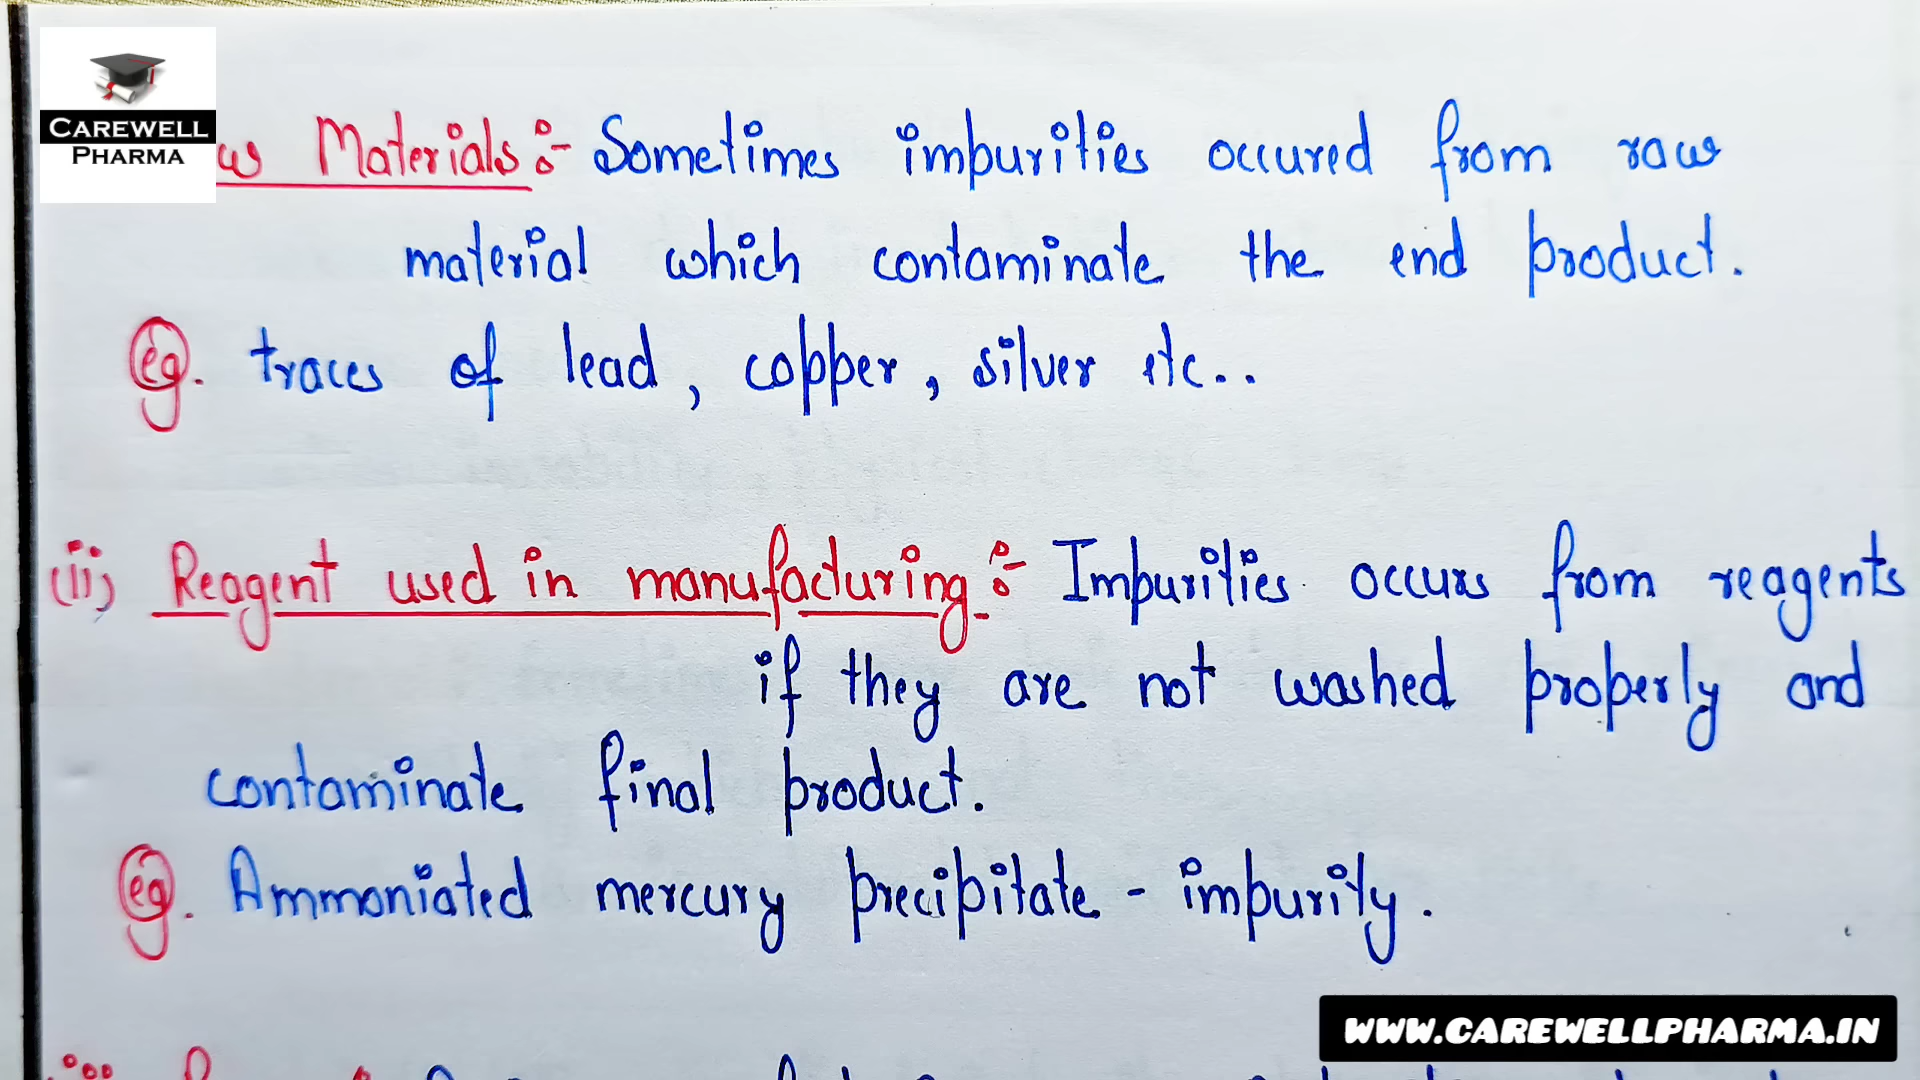 CAREWELL
PHARMA
Materials :- Sometimes impurities occured from raw
material which contaminate the end product.
eg. traces of lead, copper, silver etc..
(ii) Reagent used in manufacturing :- Impurities occurs from reagents
if they are not washed properly and
contaminate final product.
eg. Ammoniated mercury precipitate - impurity.
WWW.CAREWELLPHARMA.IN